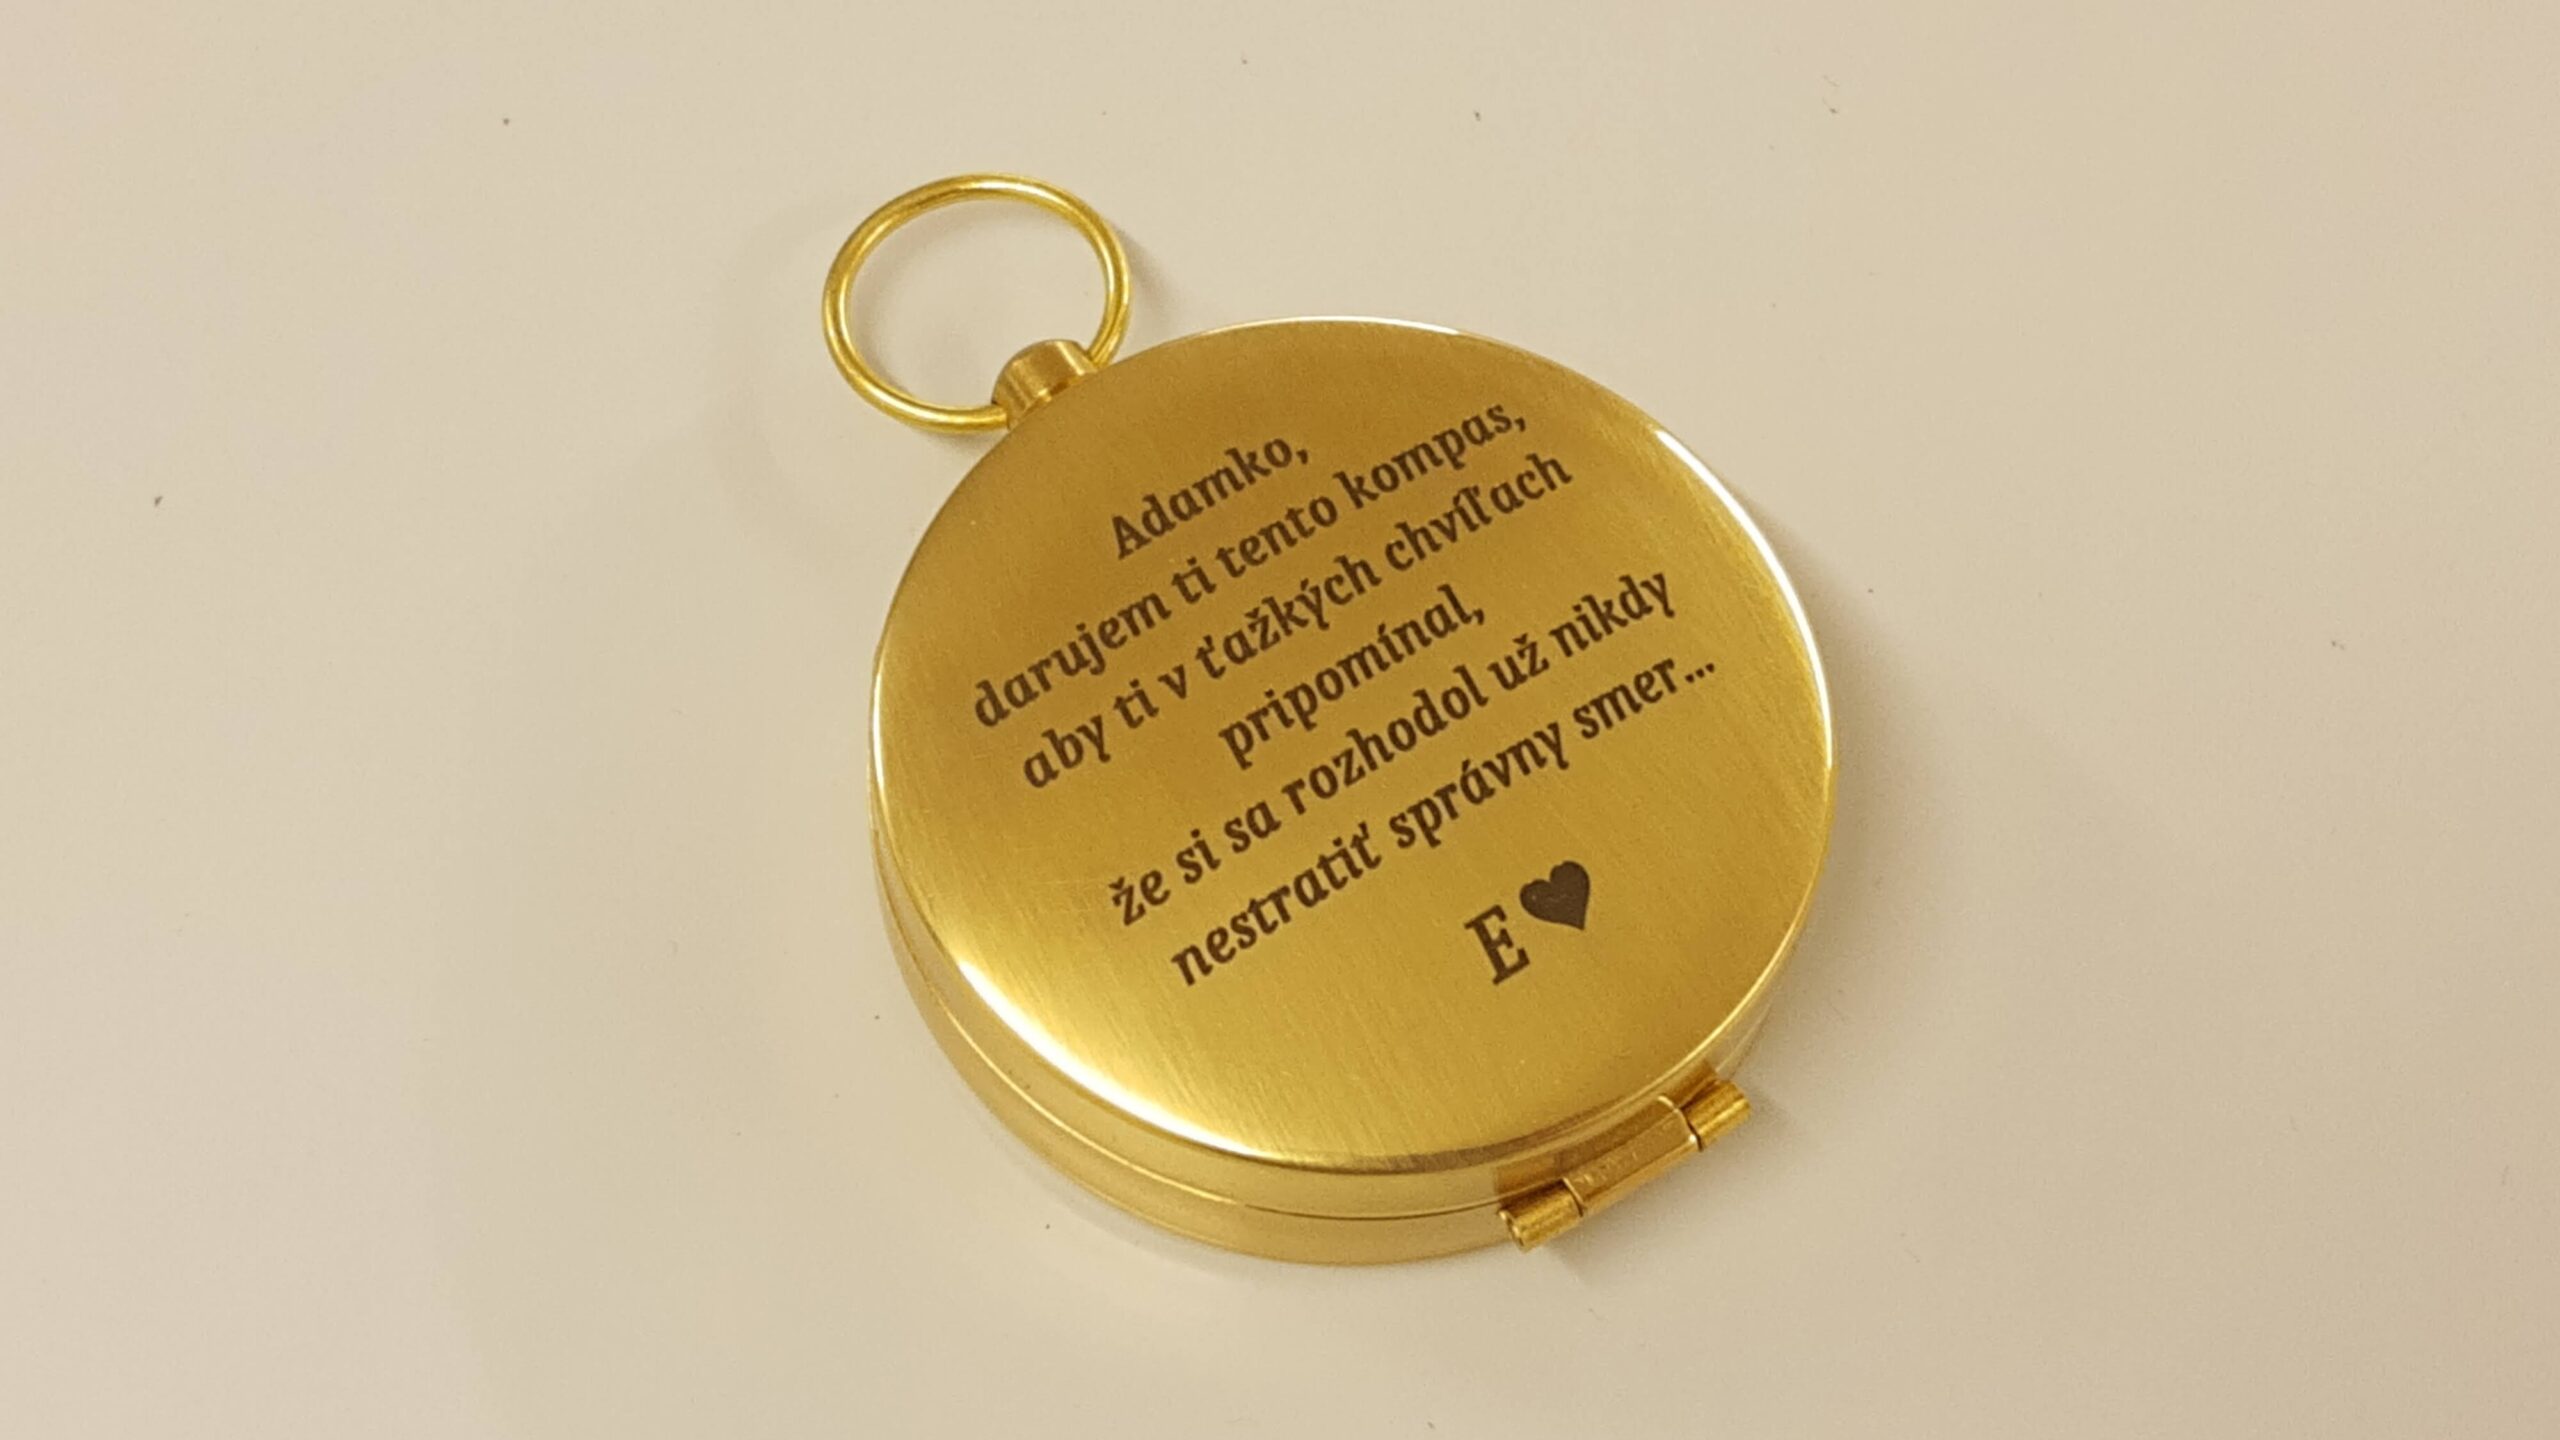 Adamko,
darujem ti tento kompas,
aby ti v ťažkých chvíľach
pripomínal,
že si sa rozhodol už nikdy
nestratiť správny smer...
E♥